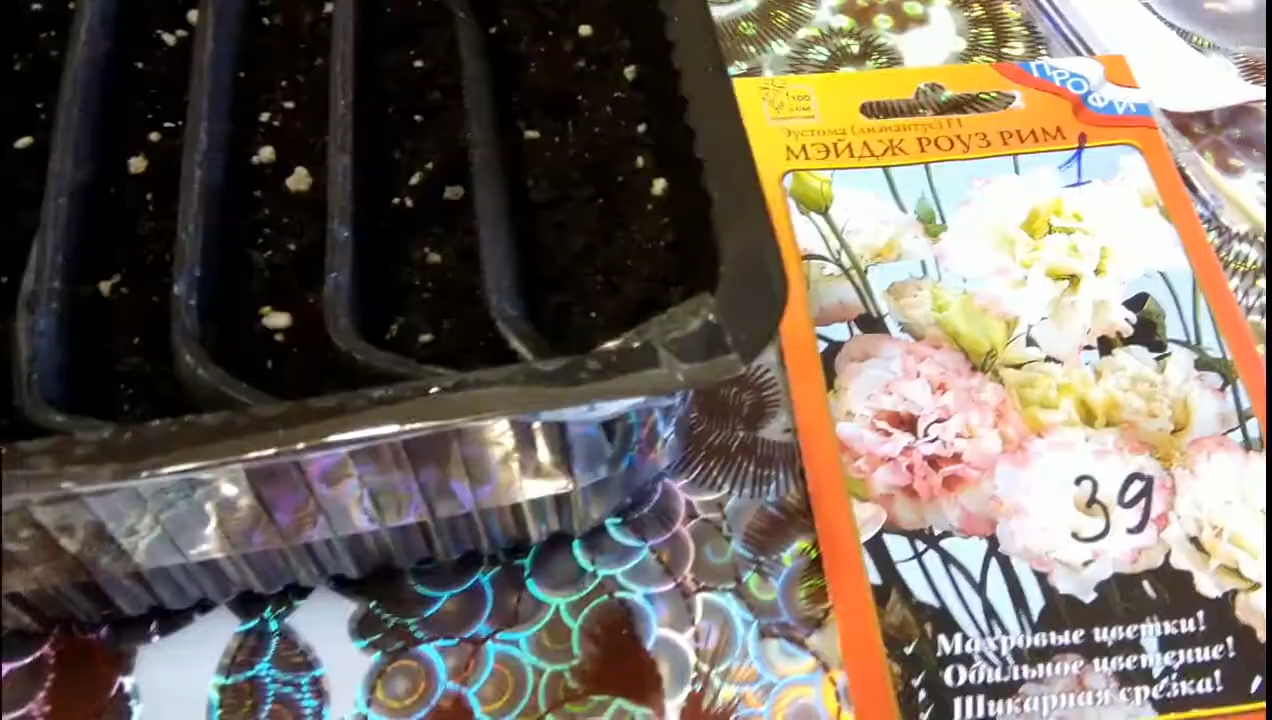 ПРОФИ
Эустома (лизиантус) F1
МЭЙДЖ РОУЗ РИМ
1
39
Махровые цветки!
Обильное цветение!
Шикарная срезка!